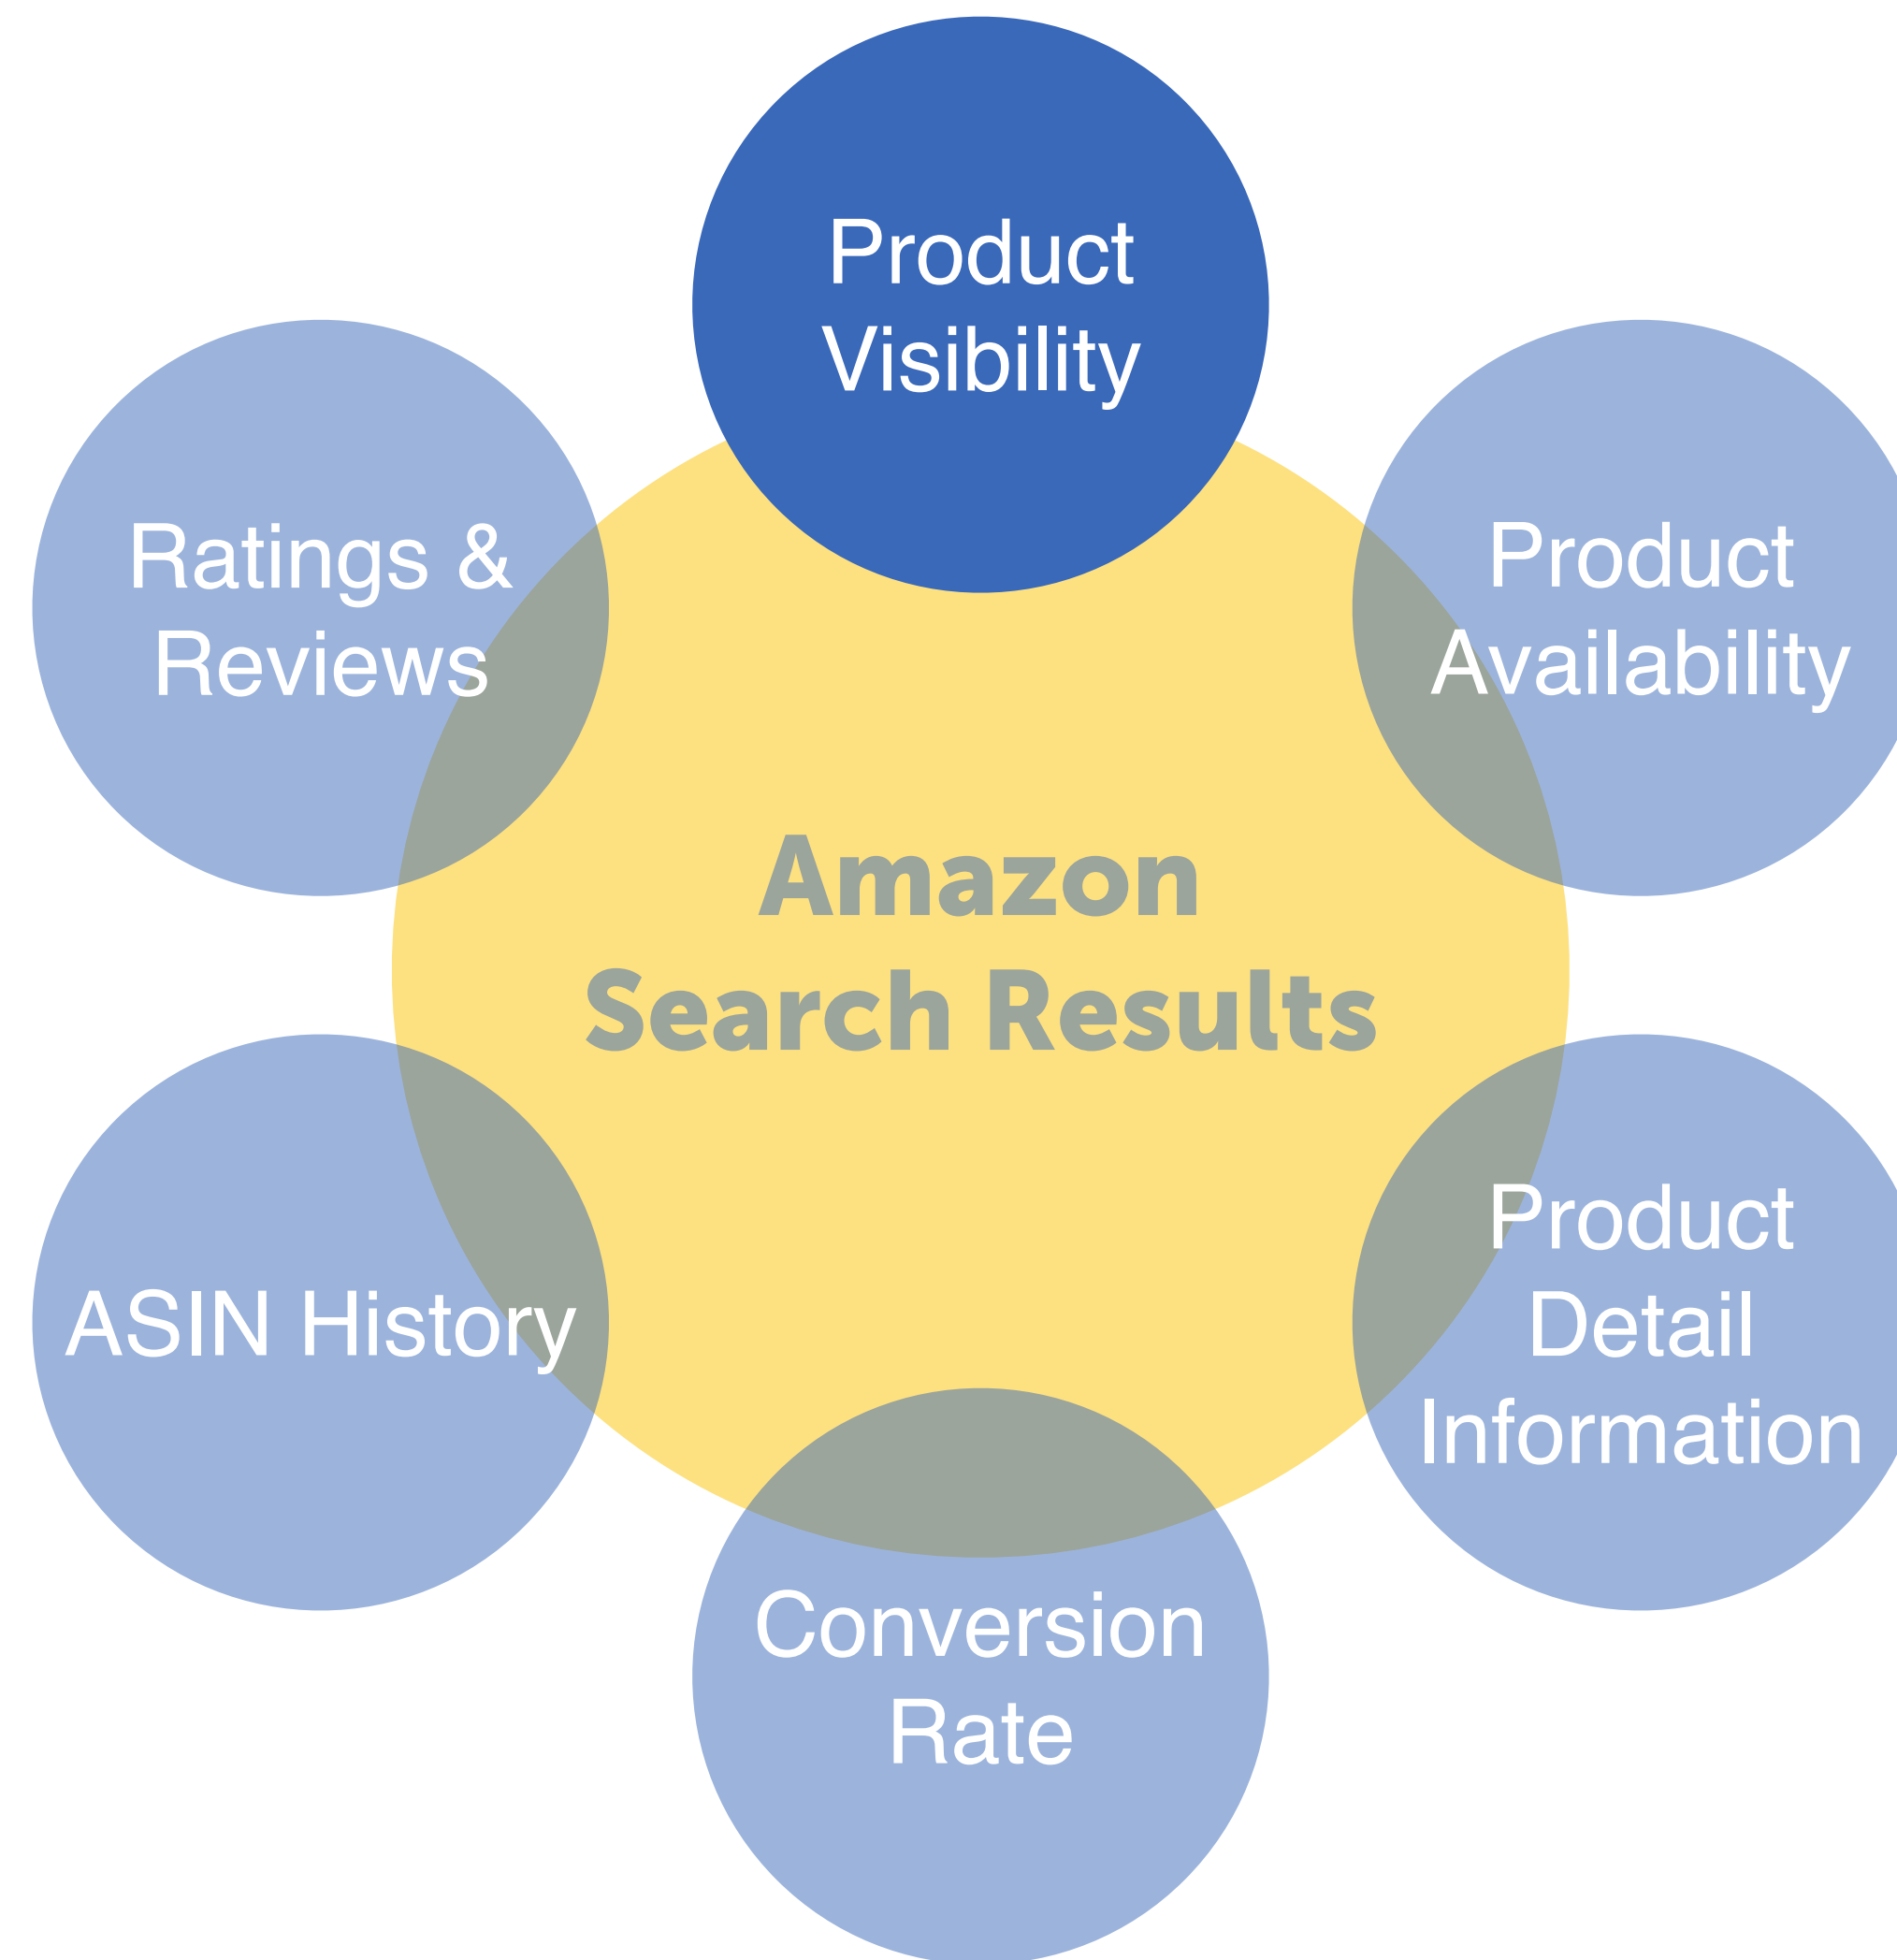 Product
Visibility
Ratings &
Reviews
Product
Availability
Amazon
Search Results
ASIN History
Product
Detail
Information
Conversion
Rate